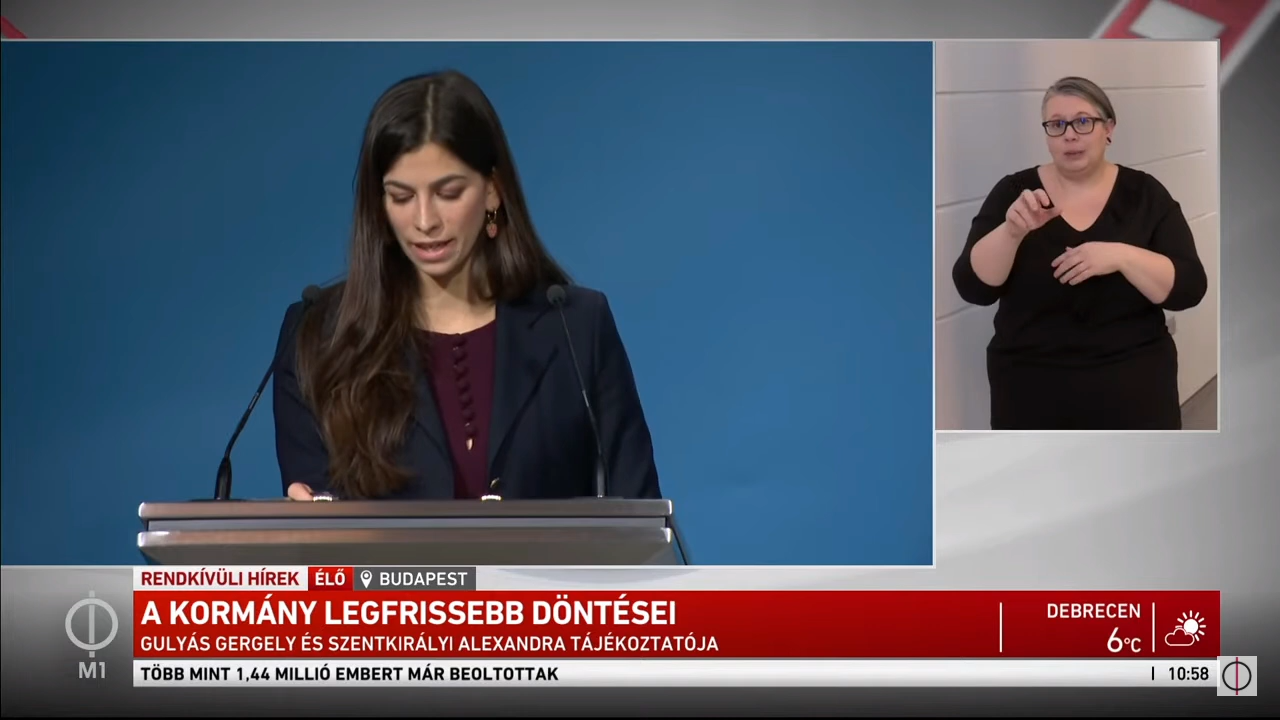 RENDKÍVÜLI HÍREK ÉLŐ BUDAPEST
A KORMÁNY LEGFRISSEBB DÖNTÉSEI
GULYÁS GERGELY ÉS SZENTKIRÁLYI ALEXANDRA TÁJÉKOZTATÓJA
DEBRECEN
6°C
M1
TÖBB MINT 1,44 MILLIÓ EMBERT MÁR BEOLTOTTAK
10:58